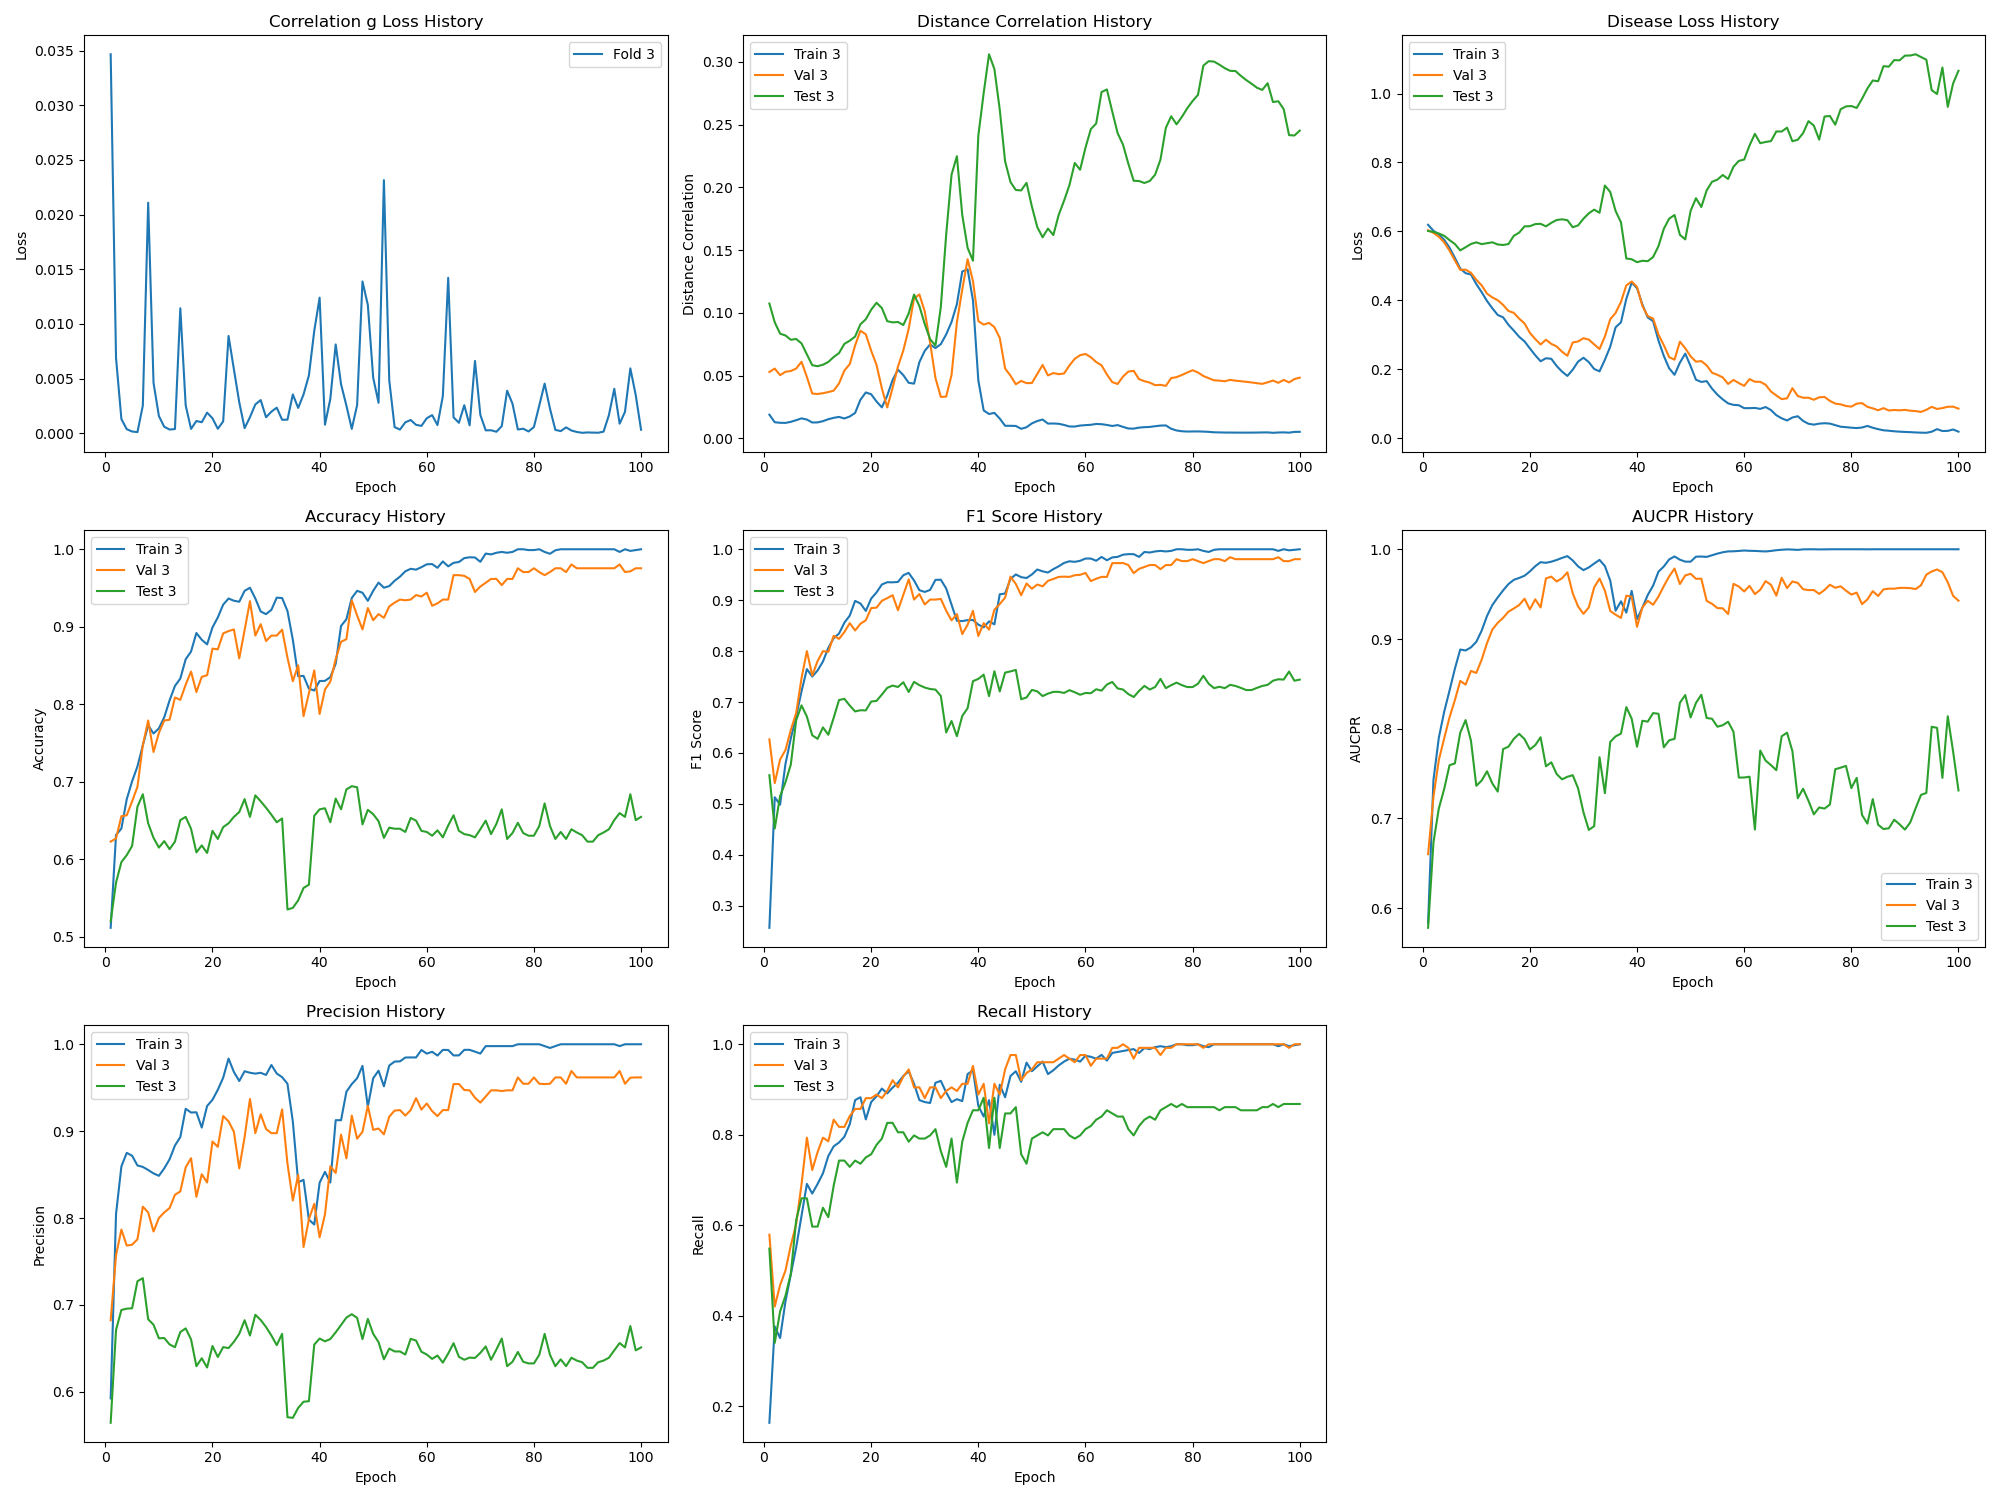 Correlation g Loss History
Loss
0.035
0.030
0.025
0.020
0.015
0.010
0.005
0.000
Fold 3
0 20 40 60 80 100
Epoch
Distance Correlation History
Distance Correlation
0.30
0.25
0.20
0.15
0.10
0.05
0.00
Train 3
Val 3
Test 3
0 20 40 60 80 100
Epoch
Disease Loss History
Loss
1.0
0.8
0.6
0.4
0.2
0.0
Train 3
Val 3
Test 3
0 20 40 60 80 100
Epoch
Accuracy History
Accuracy
1.0
0.9
0.8
0.7
0.6
0.5
Train 3
Val 3
Test 3
0 20 40 60 80 100
Epoch
F1 Score History
F1 Score
1.0
0.9
0.8
0.7
0.6
0.5
0.4
0.3
Train 3
Val 3
Test 3
0 20 40 60 80 100
Epoch
AUCPR History
AUCPR
1.0
0.9
0.8
0.7
0.6
Train 3
Val 3
Test 3
0 20 40 60 80 100
Epoch
Precision History
Precision
1.0
0.9
0.8
0.7
0.6
Train 3
Val 3
Test 3
0 20 40 60 80 100
Epoch
Recall History
Recall
1.0
0.8
0.6
0.4
0.2
Train 3
Val 3
Test 3
0 20 40 60 80 100
Epoch